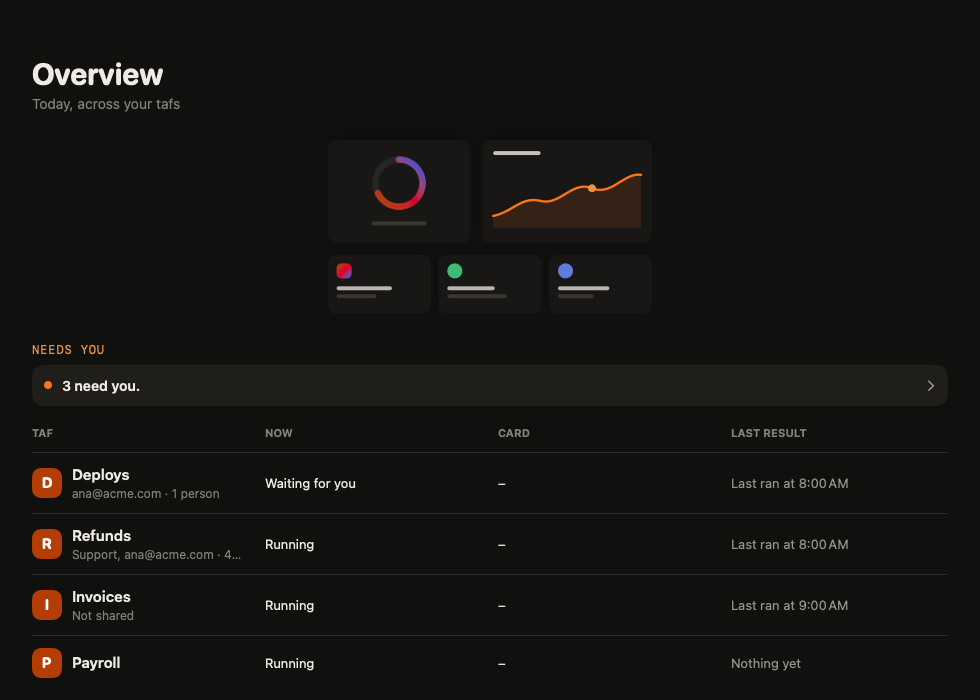 Overview
Today, across your tafs
NEEDS YOU
3 need you.
TAF NOW CARD LAST RESULT
D Deploys
ana@acme.com · 1 person
Waiting for you – Last ran at 8:00 AM
R Refunds
Support, ana@acme.com · 4…
Running – Last ran at 8:00 AM
I Invoices
Not shared
Running – Last ran at 9:00 AM
P Payroll
Running – Nothing yet